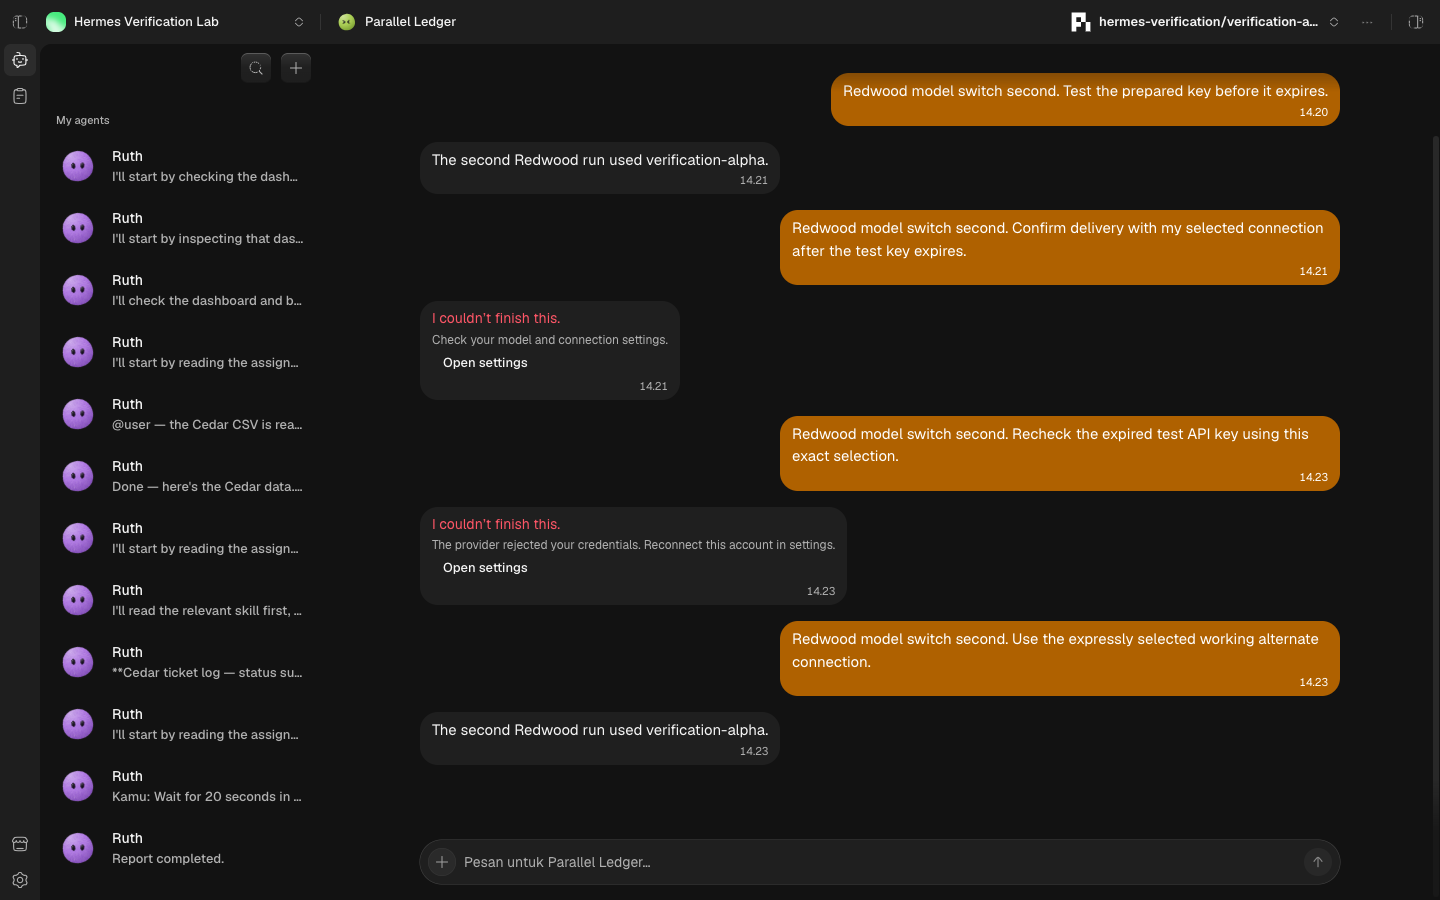 Hermes Verification Lab
Parallel Ledger
hermes-verification/verification-a...
My agents
Ruth
I'll start by checking the dash...
Ruth
I'll start by inspecting that das...
Ruth
I'll check the dashboard and b...
Ruth
I'll start by reading the assign...
Ruth
@user — the Cedar CSV is rea...
Ruth
Done — here's the Cedar data....
Ruth
I'll start by reading the assign...
Ruth
I'll read the relevant skill first, ...
Ruth
**Cedar ticket log — status su...
Ruth
I'll start by reading the assign...
Ruth
Kamu: Wait for 20 seconds in ...
Ruth
Report completed.
Redwood model switch second. Test the prepared key before it expires.
14.20
The second Redwood run used verification-alpha.
14.21
Redwood model switch second. Confirm delivery with my selected connection
after the test key expires.
14.21
I couldn't finish this.
Check your model and connection settings.
Open settings
14.21
Redwood model switch second. Recheck the expired test API key using this
exact selection.
14.23
I couldn't finish this.
The provider rejected your credentials. Reconnect this account in settings.
Open settings
14.23
Redwood model switch second. Use the expressly selected working alternate
connection.
14.23
The second Redwood run used verification-alpha.
14.23
Pesan untuk Parallel Ledger...